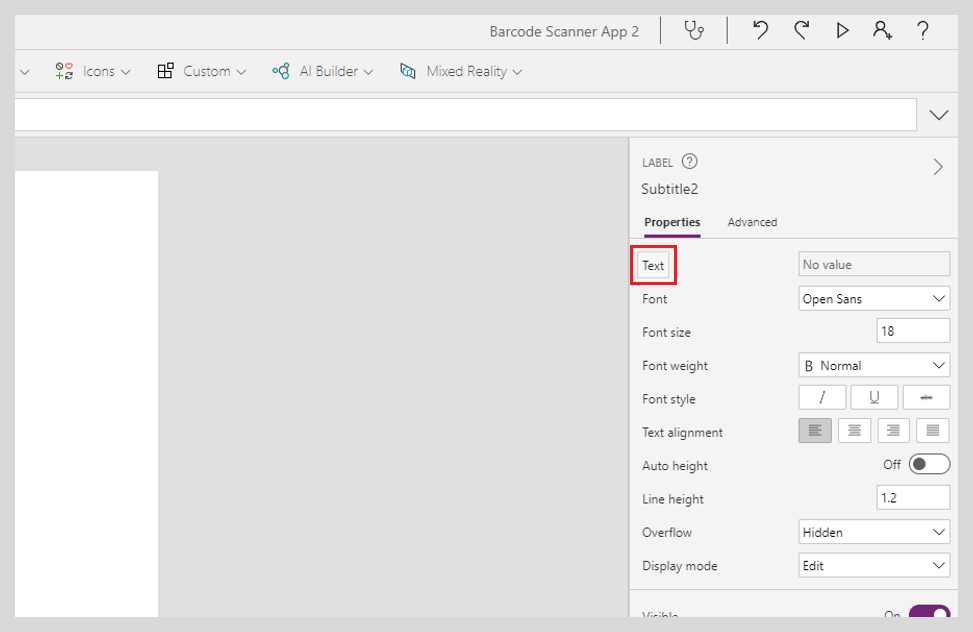 Barcode Scanner App 2
Icons Custom AI Builder Mixed Reality
LABEL ?
Subtitle2
Properties Advanced
Text No value
Font Open Sans
Font size 18
Font weight B Normal
Font style / U abc
Text alignment
Auto height Off
Line height 1.2
Overflow Hidden
Display mode Edit
Visible On